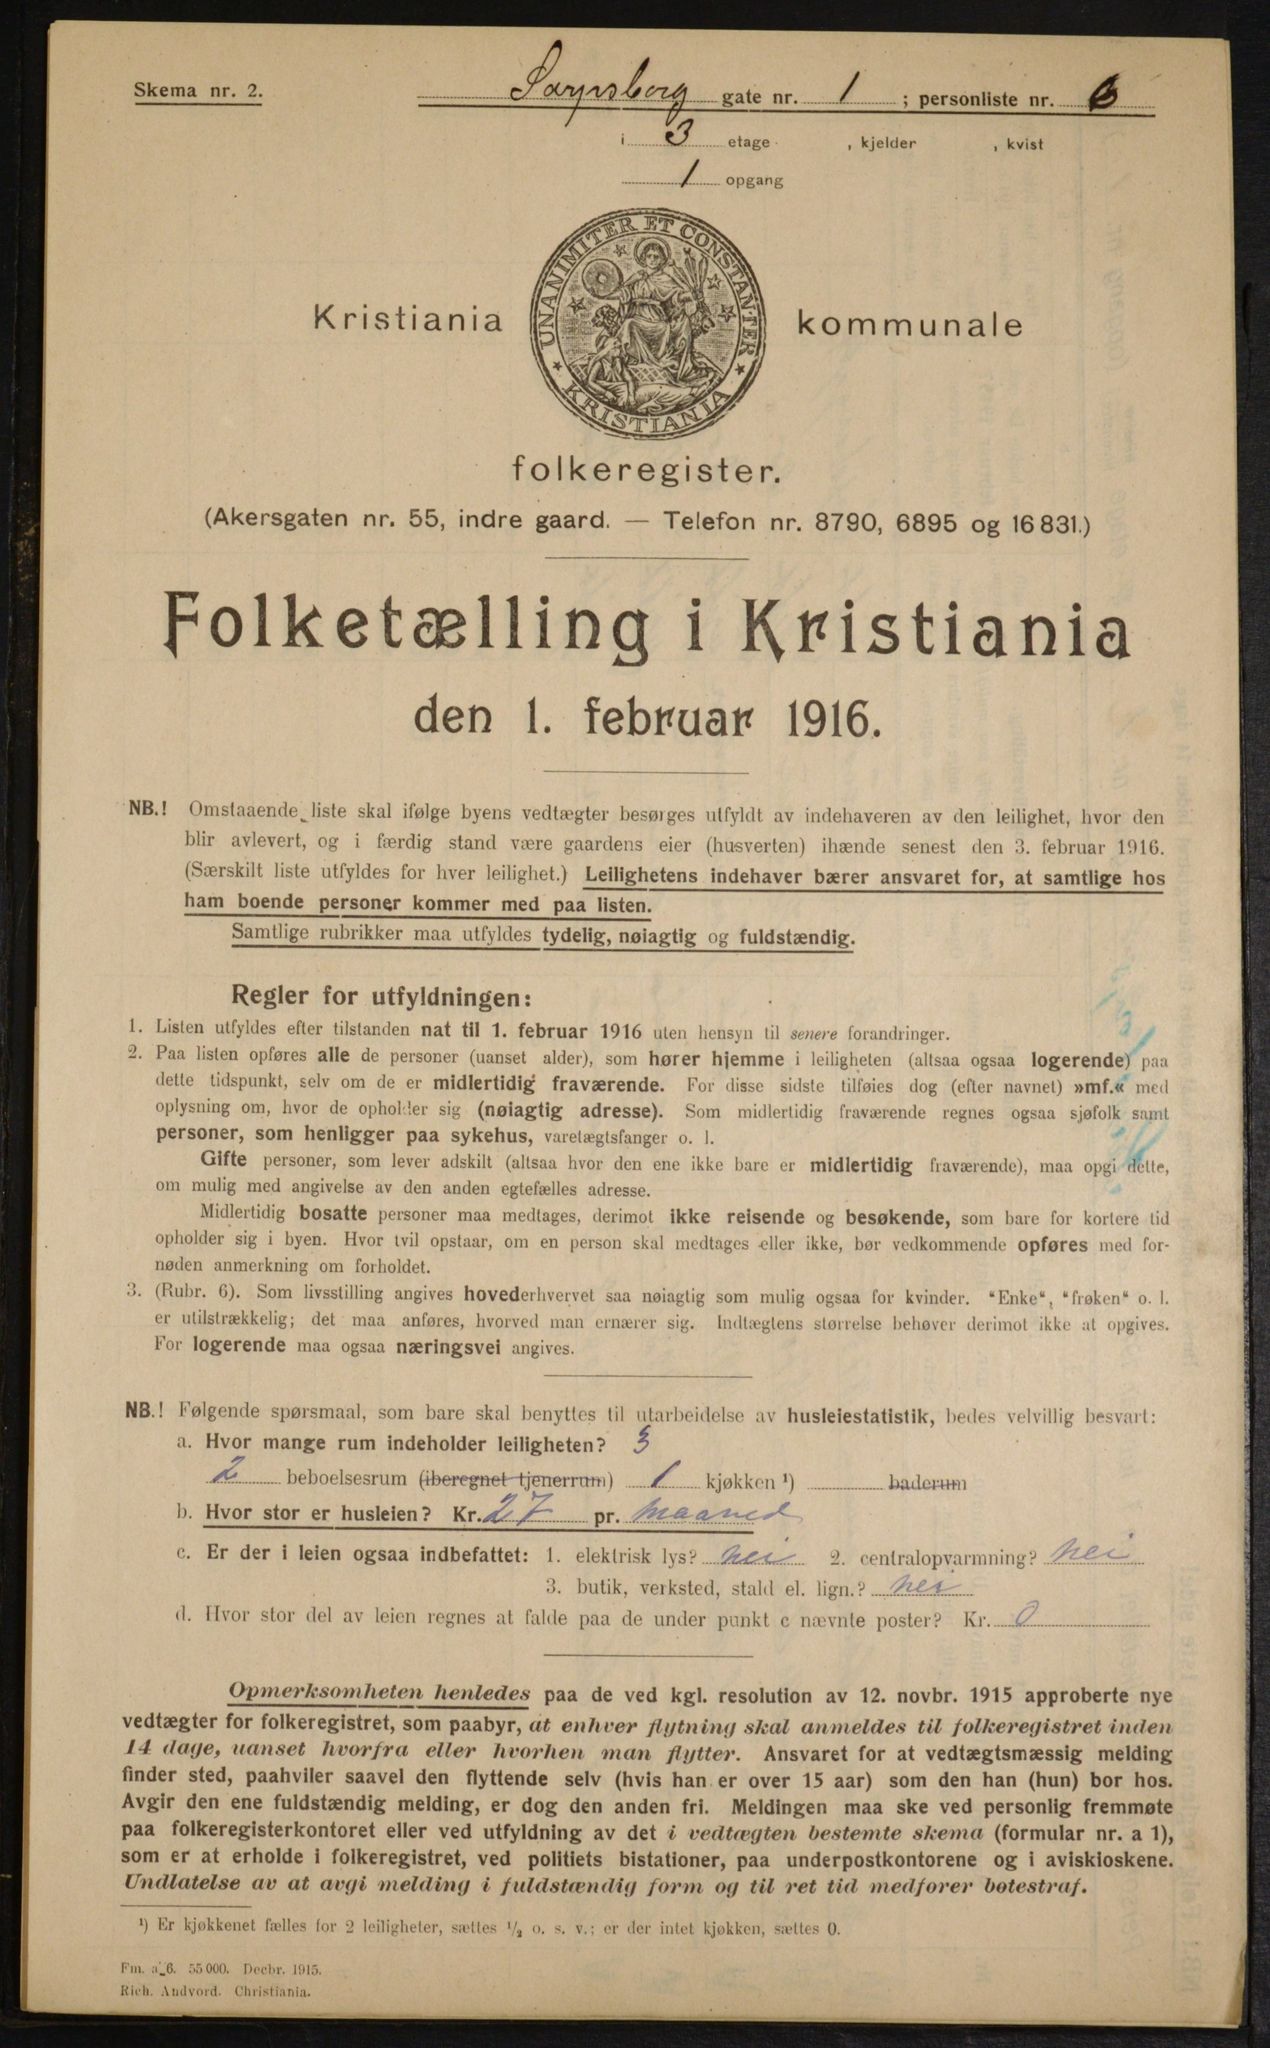 Skema nr. 2.
Sarpsborg gate nr. 1 ; personliste nr. 6
i 3 etage , kjelder , kvist
1 opgang
UNANIMITER ET CONSTANTER
KRISTIANIA
Kristiania kommunale
folkeregister.
(Akersgaten nr. 55, indre gaard. — Telefon nr. 8790, 6895 og 16831.)
Folketælling i Kristiania
den 1. februar 1916.
NB.! Omstaaende liste skal ifølge byens vedtægter besørges utfyldt av indehaveren av den leilighet, hvor den
blir avlevert, og i færdig stand være gaardens eier (husverten) ihænde senest den 3. februar 1916.
(Særskilt liste utfyldes for hver leilighet.) Leilighetens indehaver bærer ansvaret for, at samtlige hos
ham boende personer kommer med paa listen.
Samtlige rubrikker maa utfyldes tydelig, nøiagtig og fuldstændig.
Regler for utfyldningen:
1. Listen utfyldes efter tilstanden nat til 1. februar 1916 uten hensyn til senere forandringer.
2. Paa listen opføres alle de personer (uanset alder), som hører hjemme i leiligheten (altsaa ogsaa logerende) paa
dette tidspunkt, selv om de er midlertidig fraværende. For disse sidste tilføies dog (efter navnet) »mf.« med
oplysning om, hvor de opholder sig (nøiagtig adresse). Som midlertidig fraværende regnes ogsaa sjøfolk samt
personer, som henligger paa sykehus, varetægtsfanger o. l.
Gifte personer, som lever adskilt (altsaa hvor den ene ikke bare er midlertidig fraværende), maa opgi dette,
om mulig med angivelse av den anden egtefælles adresse.
Midlertidig bosatte personer maa medtages, derimot ikke reisende og besøkende, som bare for kortere tid
opholder sig i byen. Hvor tvil opstaar, om en person skal medtages eller ikke, bør vedkommende opføres med for-
nøden anmerkning om forholdet.
3. (Rubr. 6). Som livsstilling angives hovederhvervet saa nøiagtig som mulig ogsaa for kvinder. "Enke", "frøken" o. l.
er utilstrækkelig; det maa anføres, hvorved man ernærer sig. Indtægtens størrelse behøver derimot ikke at opgives.
For logerende maa ogsaa næringsvei angives.
NB.! Følgende spørsmaal, som bare skal benyttes til utarbeidelse av husleiestatistik, bedes velvillig besvart:
a. Hvor mange rum indeholder leiligheten? 3
2 beboelsesrum (iberegnet tjenerrum) 1 kjøkken ¹) baderum
b. Hvor stor er husleien? Kr. 27 pr. maaned
c. Er der i leien ogsaa indbefattet: 1. elektrisk lys? nei 2. centralopvarmning? nei
3. butik, verksted, stald el. lign.? nei
d. Hvor stor del av leien regnes at falde paa de under punkt c nævnte poster? Kr. 0
Opmerksomheten henledes paa de ved kgl. resolution av 12. novbr. 1915 approberte nye
vedtægter for folkeregistret, som paabyr, at enhver flytning skal anmeldes til folkeregistret inden
14 dage, uanset hvorfra eller hvorhen man flytter. Ansvaret for at vedtægtsmæssig melding
finder sted, paahviler saavel den flyttende selv (hvis han er over 15 aar) som den han (hun) bor hos.
Avgir den ene fuldstændig melding, er dog den anden fri. Meldingen maa ske ved personlig fremmøte
paa folkeregisterkontoret eller ved utfyldning av det i vedtægten bestemte skema (formular nr. a 1),
som er at erholde i folkeregistret, ved politiets bistationer, paa underpostkontorene og i aviskioskene.
Undlatelse av at avgi melding i fuldstændig form og til ret tid medfører bøtestraf.
¹) Er kjøkkenet fælles for 2 leiligheter, sættes ½ o. s. v.; er der intet kjøkken, sættes 0.
Fm. a 6. 55000. Decbr. 1915.
Rich. Andvord. Christiania.